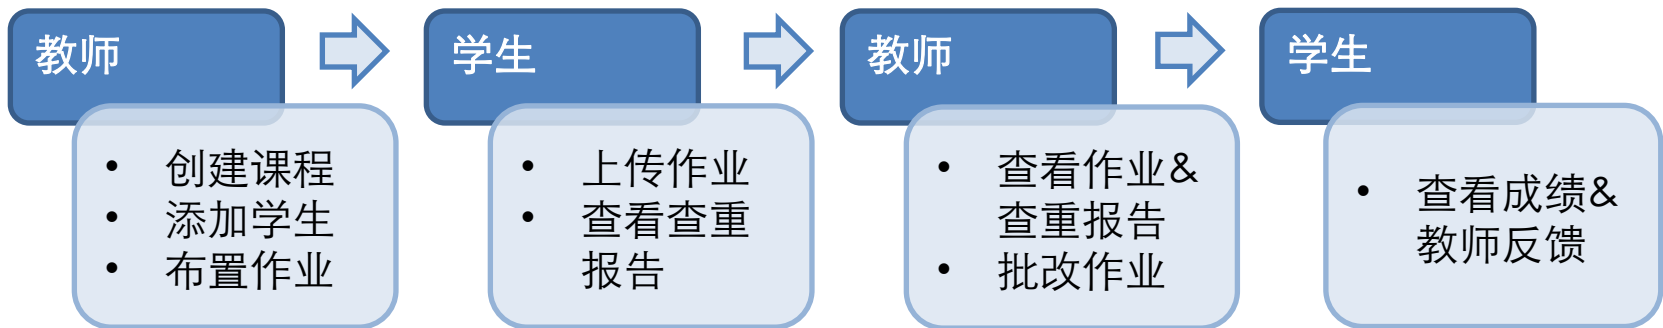 教师
• 创建课程
• 添加学生
• 布置作业
学生
• 上传作业
• 查看查重
报告
教师
• 查看作业&
查重报告
• 批改作业
学生
• 查看成绩&
教师反馈